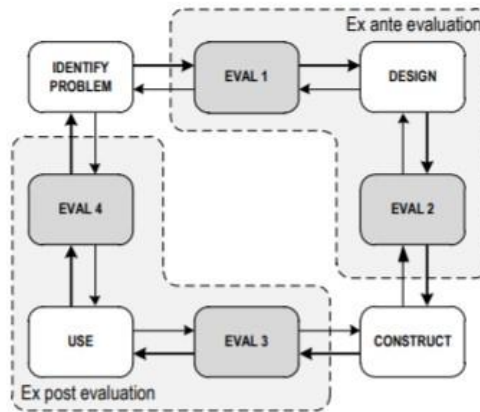 Ex ante evaluation
IDENTIFY
PROBLEM
EVAL 1
DESIGN
EVAL 4
EVAL 2
USE
EVAL 3
CONSTRUCT
Ex post evaluation